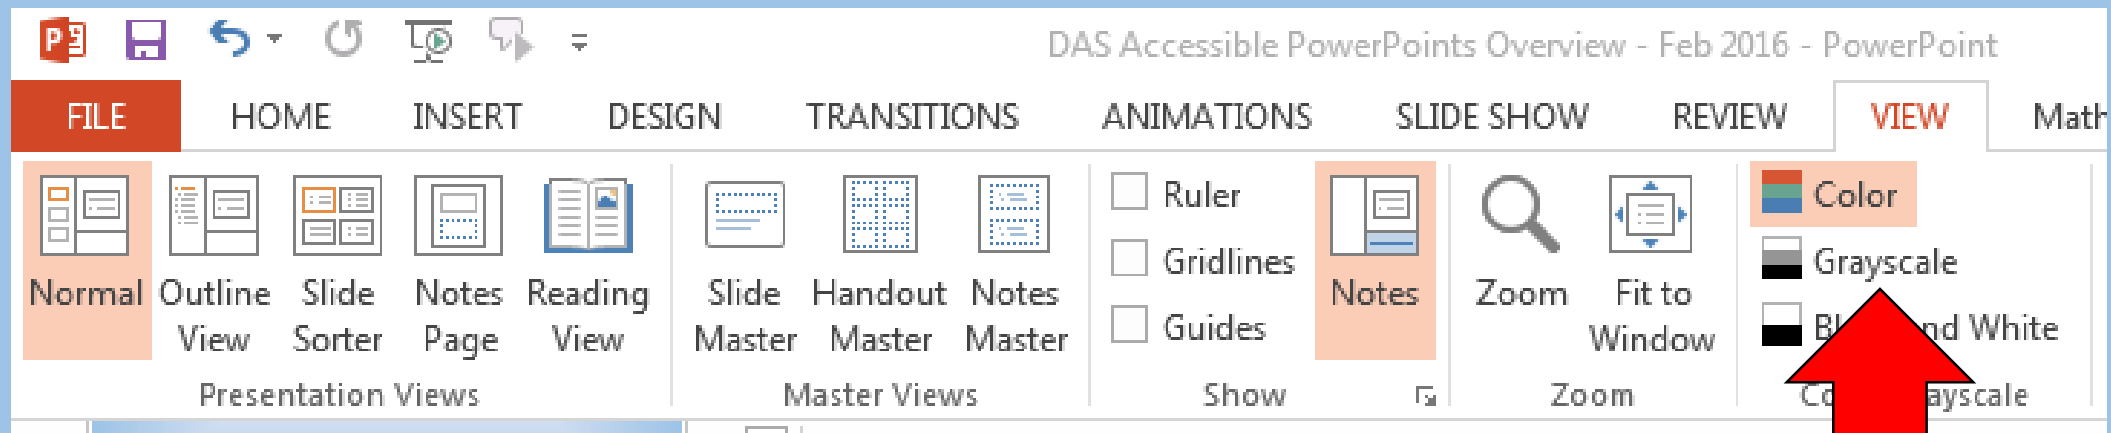 DAS Accessible PowerPoints Overview - Feb 2016 - PowerPoint
FILE HOME INSERT DESIGN TRANSITIONS ANIMATIONS SLIDE SHOW REVIEW VIEW Math
Normal
Outline View
Slide Sorter
Notes Page
Reading View
Presentation Views
Slide Master
Handout Master
Notes Master
Master Views
Ruler
Gridlines
Guides
Notes
Show
Zoom
Fit to Window
Zoom
Color
Grayscale
White